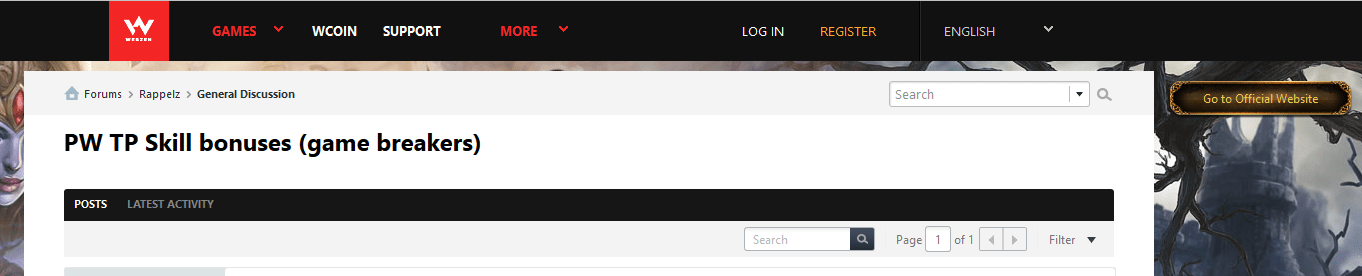 WEBZEN GAMES WCOIN SUPPORT MORE LOG IN REGISTER ENGLISH
Forums > Rappelz > General Discussion Search
Go to Official Website
PW TP Skill bonuses (game breakers)
POSTS LATEST ACTIVITY
Search Page 1 of 1 Filter